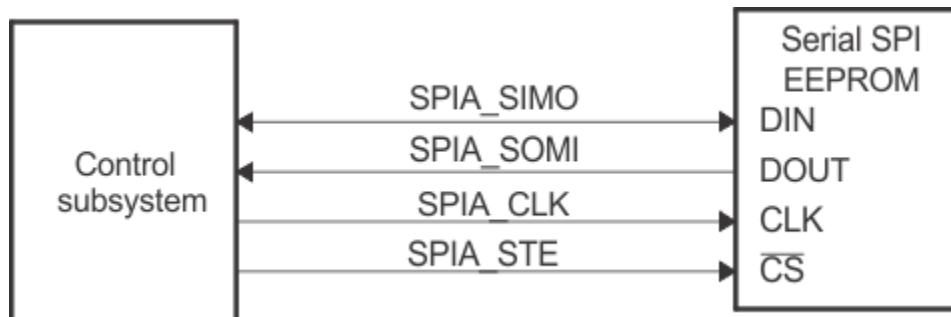 Serial SPI
EEPROM
SPIA_SIMO
DIN
SPIA_SOMI
DOUT
Control
subsystem
SPIA_CLK
CLK
SPIA_STE
CS